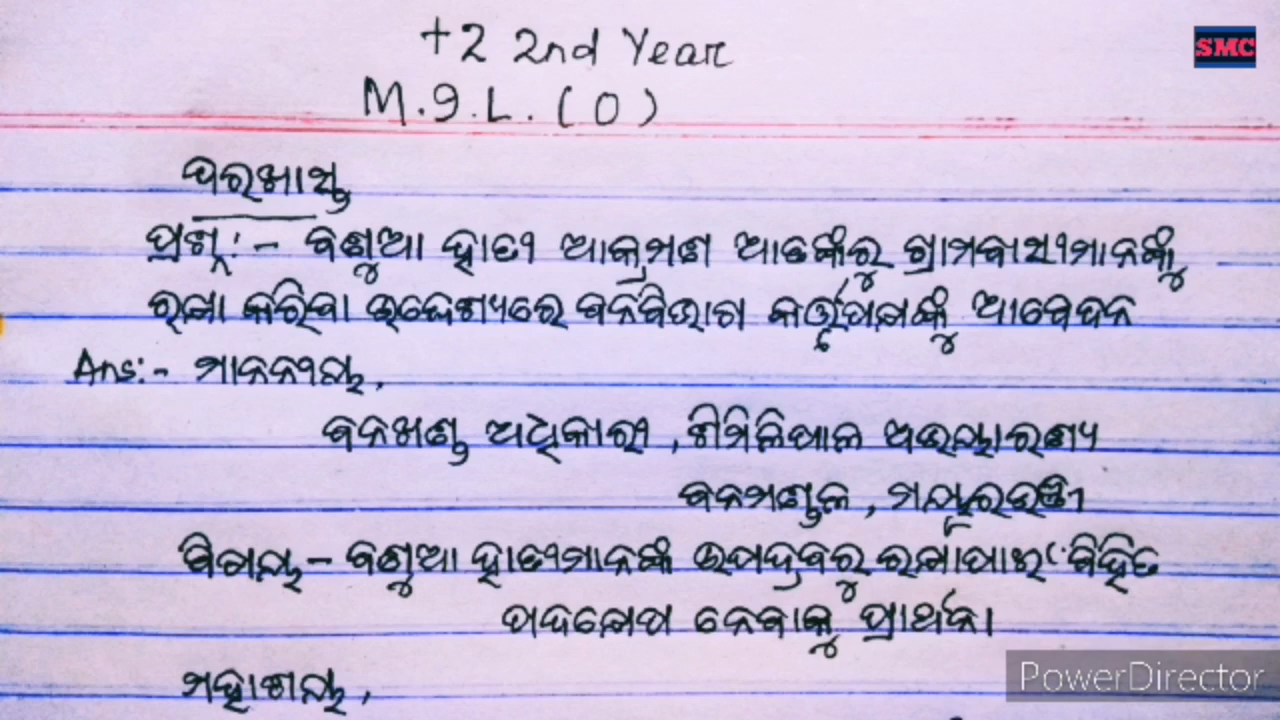 SMC
+2 2nd Year
M.I.L. (O)
ଦରଖାସ୍ତ
ପ୍ରଶ୍ନ:- ବଣୁଆ ହାତୀ ଆକ୍ରମଣ ଆତଙ୍କରୁ ଗ୍ରାମବାସୀମାନଙ୍କୁ
ରକ୍ଷା କରିବା ଉଦ୍ଦେଶ୍ୟରେ ବନବିଭାଗ କର୍ତ୍ତୃପକ୍ଷଙ୍କୁ ଆବେଦନ
Ans:- ମାନନୀୟ,
ବନଖଣ୍ଡ ଅଧିକାରୀ, ଶିମିଳିପାଳ ଅଭୟାରଣ୍ୟ
ବନମଣ୍ଡଳ, ମୟୂରଭଞ୍ଜ।
ବିଷୟ- ବଣୁଆ ହାତୀମାନଙ୍କ ଉପଦ୍ରବରୁ ରକ୍ଷାପାଇଁ ବିହିତ
ପଦକ୍ଷେପ ନେବାକୁ ପ୍ରାର୍ଥନା।
ମହାଶୟ,
PowerDirector